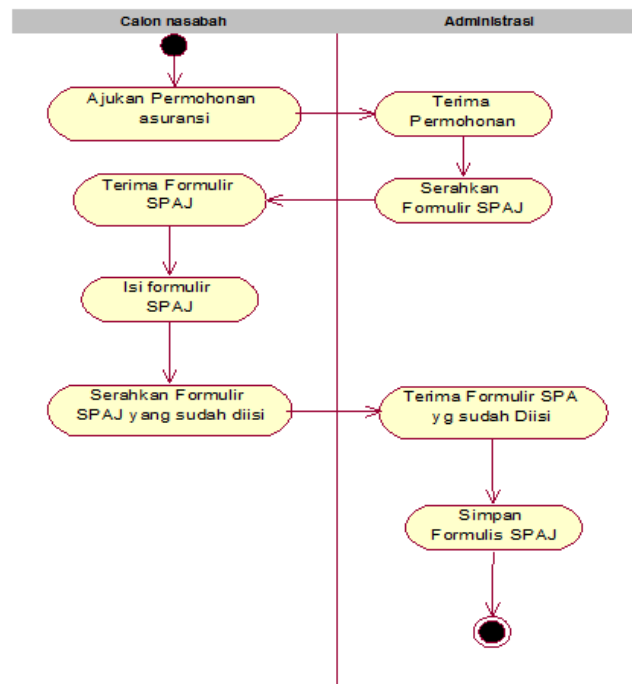 Calon nasabah
Administrasi
Ajukan Permohonan
asuransi
Terima
Permohonan
Serahkan
Formulir SPAJ
Terima Formulir
SPAJ
Isi formulir
SPAJ
Serahkan Formulir
SPAJ yang sudah diisi
Terima Formulir SPA
yg sudah Diisi
Simpan
Formulis SPAJ